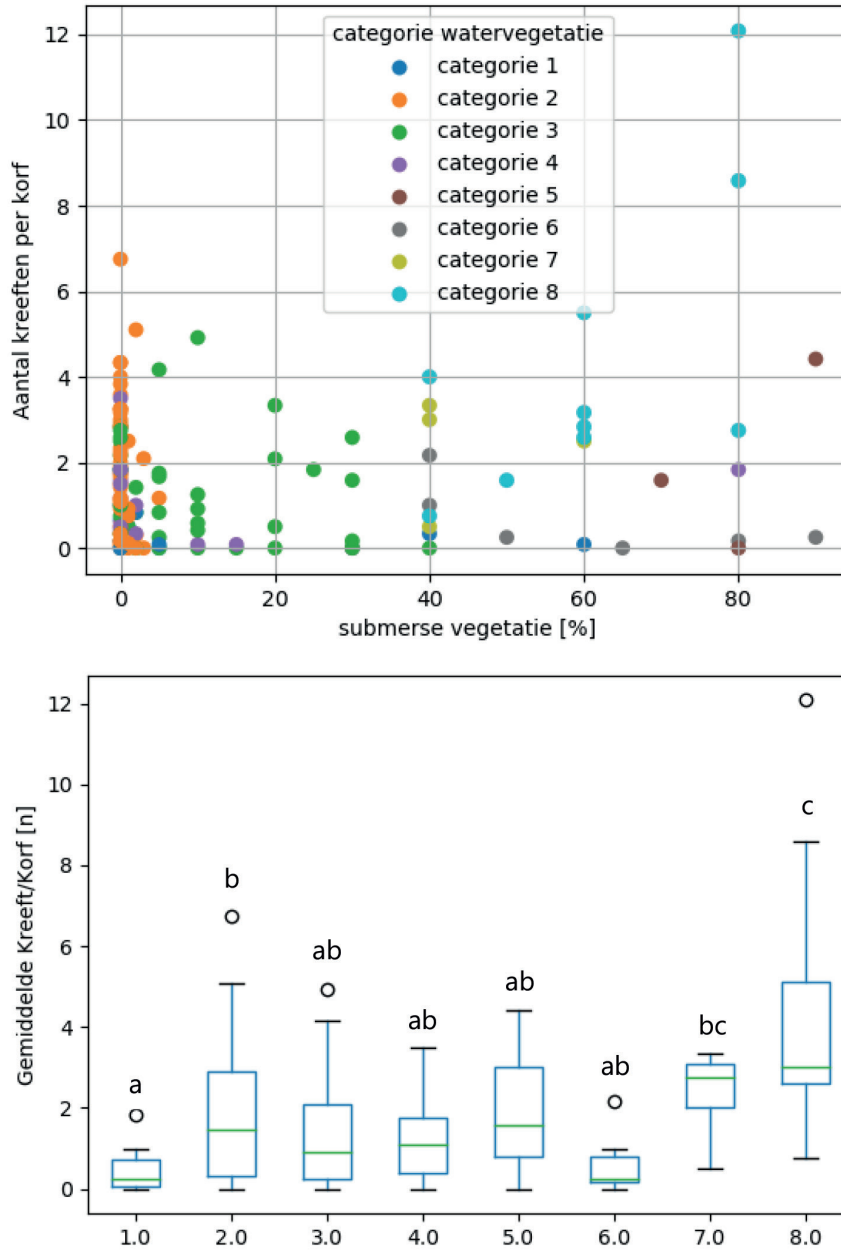 12
10
8
6
4
2
0
Aantal kreeften per korf
categorie watervegetatie
categorie 1
categorie 2
categorie 3
categorie 4
categorie 5
categorie 6
categorie 7
categorie 8
0 20 40 60 80
submerse vegetatie [%]
12
10
8
6
4
2
0
Gemiddelde Kreeft/Korf [n]
a b ab ab ab ab bc c
1.0 2.0 3.0 4.0 5.0 6.0 7.0 8.0